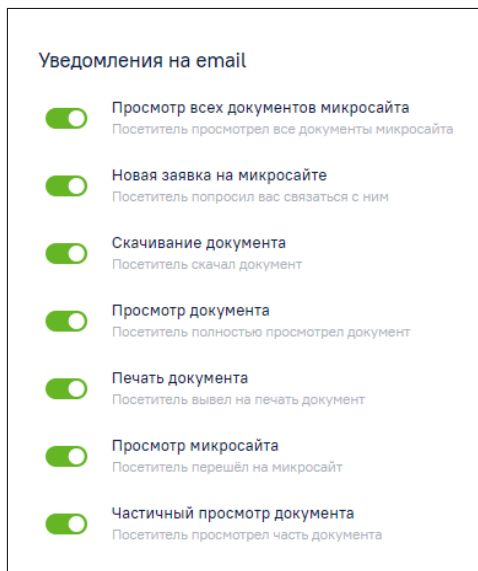 Уведомления на email
Просмотр всех документов микросайта
Посетитель просмотрел все документы микросайта
Новая заявка на микросайте
Посетитель попросил вас связаться с ним
Скачивание документа
Посетитель скачал документ
Просмотр документа
Посетитель полностью просмотрел документ
Печать документа
Посетитель вывел на печать документ
Просмотр микросайта
Посетитель перешёл на микросайт
Частичный просмотр документа
Посетитель просмотрел часть документа